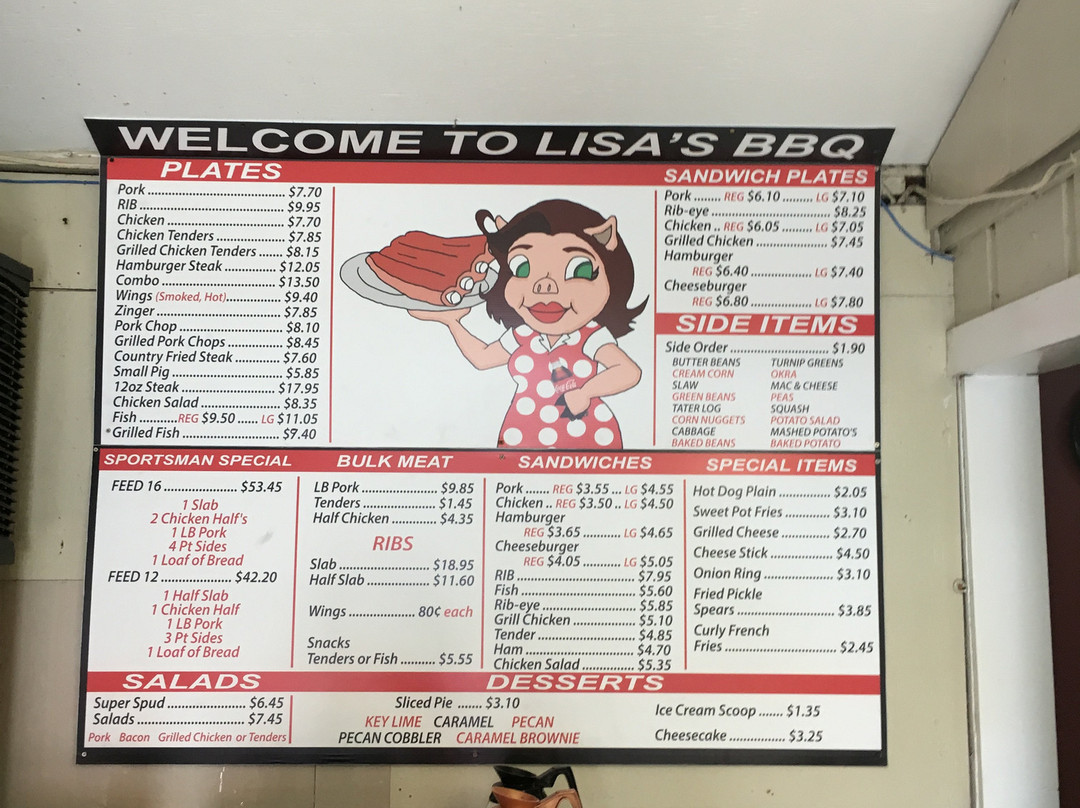 WELCOME TO LISA'S BBQ
PLATES
Pork $7.70
RIB $9.95
Chicken $7.70
Chicken Tenders $7.85
Grilled Chicken Tenders $8.15
Hamburger Steak $12.05
Combo $13.50
Wings (Smoked, Hot) $9.40
Zinger $7.85
Pork Chop $8.10
Grilled Pork Chops $8.45
Country Fried Steak $7.60
Small Pig $5.85
12oz Steak $17.95
Chicken Salad $8.35
Fish REG $9.50 LG $11.05
*Grilled Fish $7.40
Coca-Cola
SANDWICH PLATES
Pork REG $6.10 LG $7.10
Rib-eye $8.25
Chicken REG $6.05 LG $7.05
Grilled Chicken $7.45
Hamburger
REG $6.40 LG $7.40
Cheeseburger
REG $6.80 LG $7.80
SIDE ITEMS
Side Order $1.90
BUTTER BEANS TURNIP GREENS
CREAM CORN OKRA
SLAW MAC & CHEESE
GREEN BEANS PEAS
TATER LOG SQUASH
CORN NUGGETS POTATO SALAD
CABBAGE MASHED POTATO'S
BAKED BEANS BAKED POTATO
SPORTSMAN SPECIAL
FEED 16 $53.45
1 Slab
2 Chicken Half's
1 LB Pork
4 Pt Sides
1 Loaf of Bread
FEED 12 $42.20
1 Half Slab
1 Chicken Half
1 LB Pork
3 Pt Sides
1 Loaf of Bread
BULK MEAT
LB Pork $9.85
Tenders $1.45
Half Chicken $4.35
RIBS
Slab $18.95
Half Slab $11.60
Wings 80¢ each
Snacks
Tenders or Fish $5.55
SANDWICHES
Pork REG $3.55 LG $4.55
Chicken REG $3.50 LG $4.50
Hamburger
REG $3.65 LG $4.65
Cheeseburger
REG $4.05 LG $5.05
RIB $7.95
Fish $5.60
Rib-eye $5.85
Grill Chicken $5.10
Tender $4.85
Ham $4.70
Chicken Salad $5.35
SPECIAL ITEMS
Hot Dog Plain $2.05
Sweet Pot Fries $3.10
Grilled Cheese $2.70
Cheese Stick $4.50
Onion Ring $3.10
Fried Pickle
Spears $3.85
Curly French
Fries $2.45
SALADS
Super Spud $6.45
Salads $7.45
Pork Bacon Grilled Chicken or Tenders
DESSERTS
Sliced Pie $3.10
KEY LIME CARAMEL PECAN
PECAN COBBLER CARAMEL BROWNIE
Ice Cream Scoop $1.35
Cheesecake $3.25